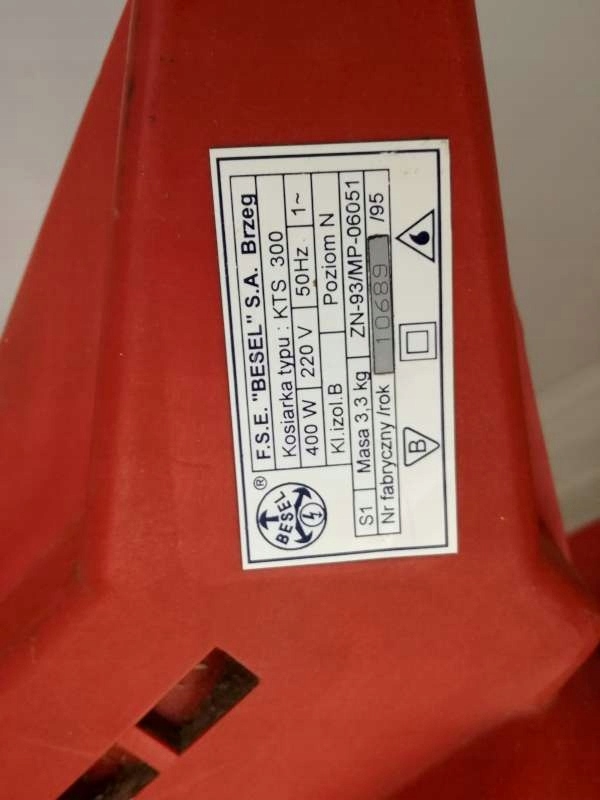 ®
BESEL
F.S.E. "BESEL" S.A. Brzeg
Kosiarka typu : KTS 300
400 W 220 V 50Hz 1~
Kl.izol.B Poziom N
S1 Masa 3,3 kg ZN-93/MP-06051
Nr fabryczny /rok 10689 /95
B